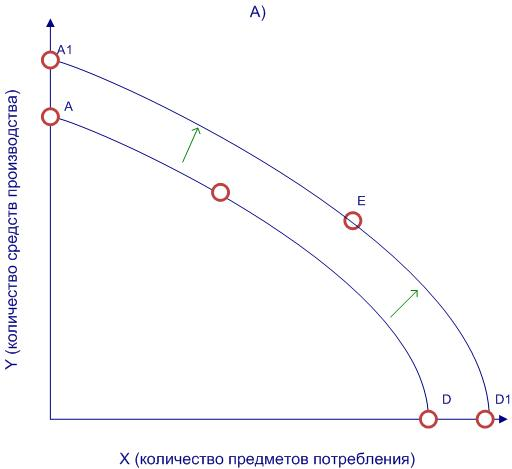 А)
A1
A
E
D
D1
Y (количество средств производства)
X (количество предметов потребления)